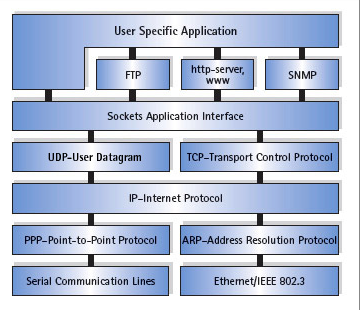 User Specific Application
FTP
http-server,
www
SNMP
Sockets Application Interface
UDP-User Datagram
TCP-Transport Control Protocol
IP-Internet Protocol
PPP-Point-to-Point Protocol
ARP-Address Resolution Protocol
Serial Communication Lines
Ethernet/IEEE 802.3